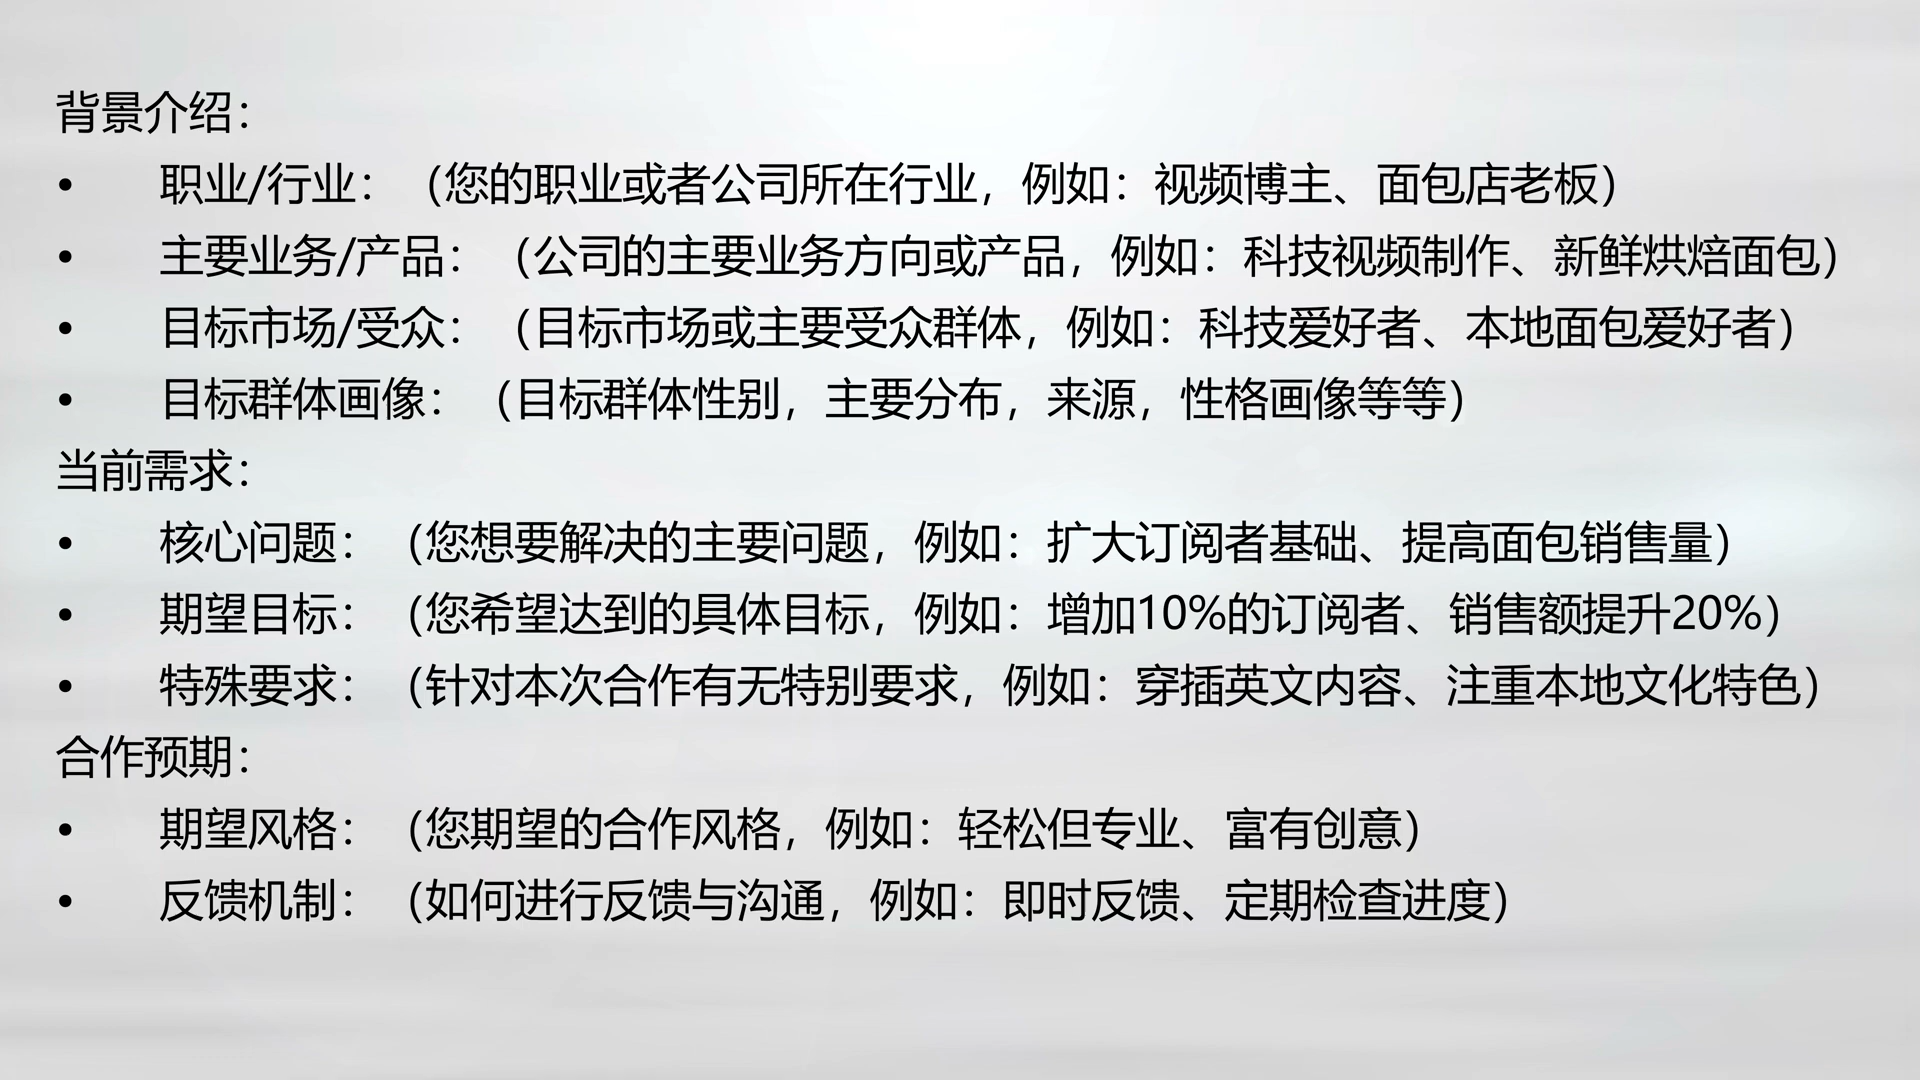 背景介绍：
• 职业/行业：（您的职业或者公司所在行业，例如：视频博主、面包店老板）
• 主要业务/产品：（公司的主要业务方向或产品，例如：科技视频制作、新鲜烘焙面包）
• 目标市场/受众：（目标市场或主要受众群体，例如：科技爱好者、本地面包爱好者）
• 目标群体画像：（目标群体性别，主要分布，来源，性格画像等等）
当前需求：
• 核心问题：（您想要解决的主要问题，例如：扩大订阅者基础、提高面包销售量）
• 期望目标：（您希望达到的具体目标，例如：增加10%的订阅者、销售额提升20%）
• 特殊要求：（针对本次合作有无特别要求，例如：穿插英文内容、注重本地文化特色）
合作预期：
• 期望风格：（您期望的合作风格，例如：轻松但专业、富有创意）
• 反馈机制：（如何进行反馈与沟通，例如：即时反馈、定期检查进度）